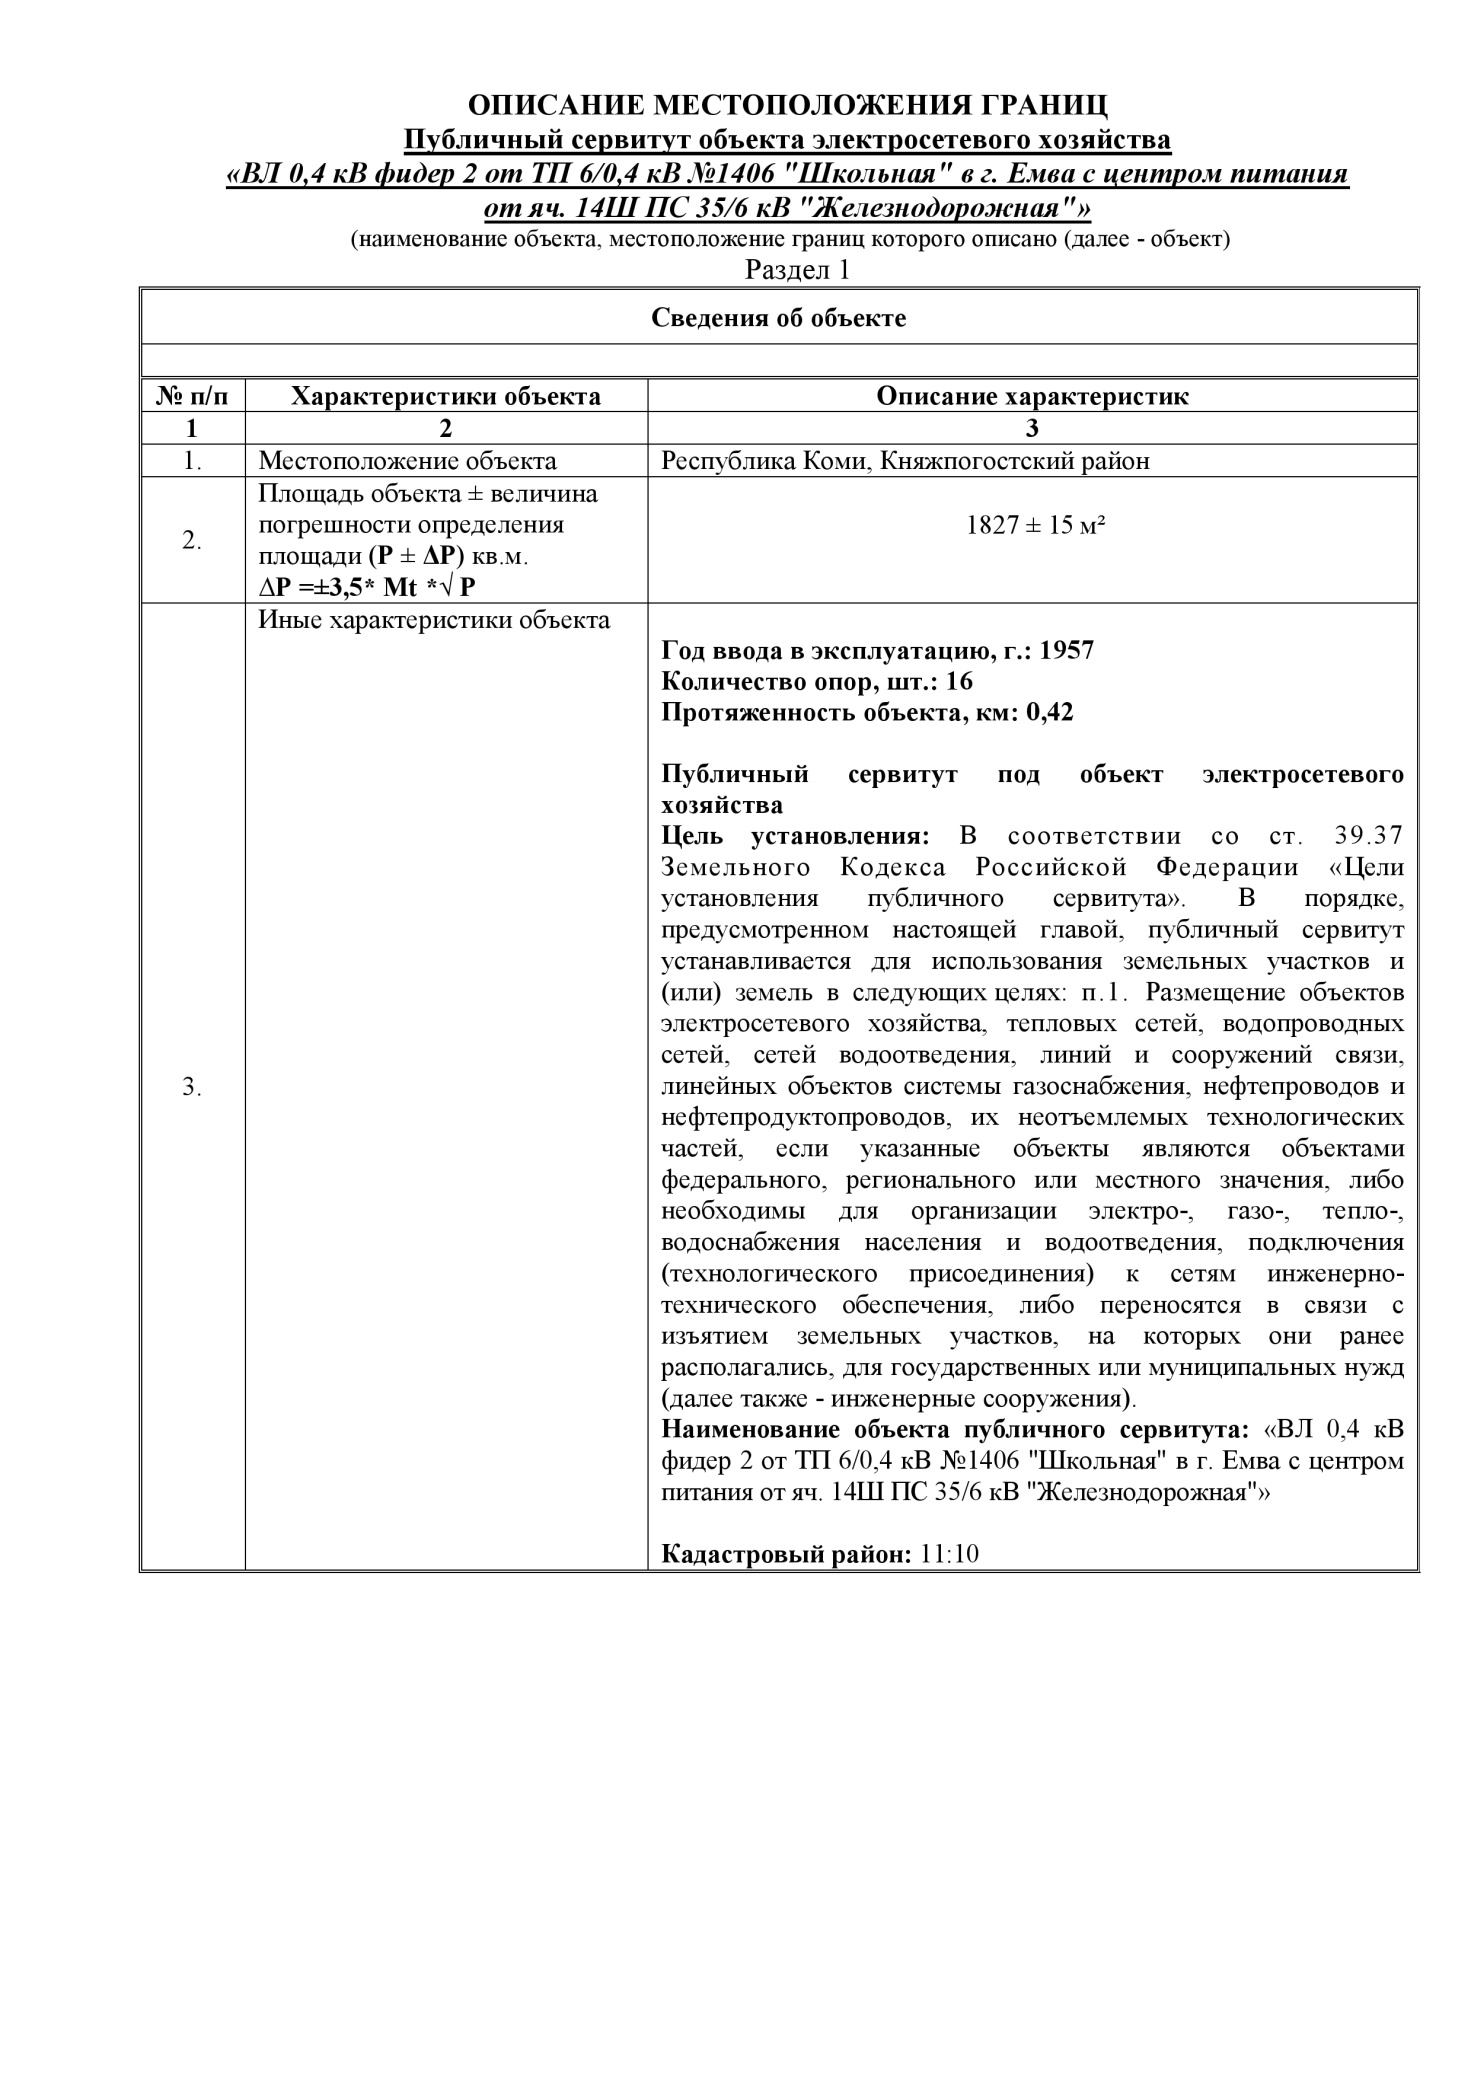 ОПИСАНИЕ МЕСТОПОЛОЖЕНИЯ ГРАНИЦ
Публичный сервитут объекта электросетевого хозяйства
«ВЛ 0,4 кВ фидер 2 от ТП 6/0,4 кВ №1406 "Школьная" в г. Емва с центром питания
от яч. 14Ш ПС 35/6 кВ "Железнодорожная"»
(наименование объекта, местоположение границ которого описано (далее - объект)
Раздел 1
Сведения об объекте
№ п/п Характеристики объекта Описание характеристик
1 2 3
1. Местоположение объекта Республика Коми, Княжпогостский район
2. Площадь объекта ± величина
погрешности определения
площади (P ± ΔP) кв.м.
ΔP =±3,5* Mt *√ P
1827 ± 15 м²
3. Иные характеристики объекта
Год ввода в эксплуатацию, г.: 1957
Количество опор, шт.: 16
Протяженность объекта, км: 0,42
Публичный сервитут под объект электросетевого
хозяйства
Цель установления: В соответствии со ст. 39.37
Земельного Кодекса Российской Федерации «Цели
установления публичного сервитута». В порядке,
предусмотренном настоящей главой, публичный сервитут
устанавливается для использования земельных участков и
(или) земель в следующих целях: п.1. Размещение объектов
электросетевого хозяйства, тепловых сетей, водопроводных
сетей, сетей водоотведения, линий и сооружений связи,
линейных объектов системы газоснабжения, нефтепроводов и
нефтепродуктопроводов, их неотъемлемых технологических
частей, если указанные объекты являются объектами
федерального, регионального или местного значения, либо
необходимы для организации электро-, газо-, тепло-,
водоснабжения населения и водоотведения, подключения
(технологического присоединения) к сетям инженерно-
технического обеспечения, либо переносятся в связи с
изъятием земельных участков, на которых они ранее
располагались, для государственных или муниципальных нужд
(далее также - инженерные сооружения).
Наименование объекта публичного сервитута: «ВЛ 0,4 кВ
фидер 2 от ТП 6/0,4 кВ №1406 "Школьная" в г. Емва с центром
питания от яч. 14Ш ПС 35/6 кВ "Железнодорожная"»
Кадастровый район: 11:10